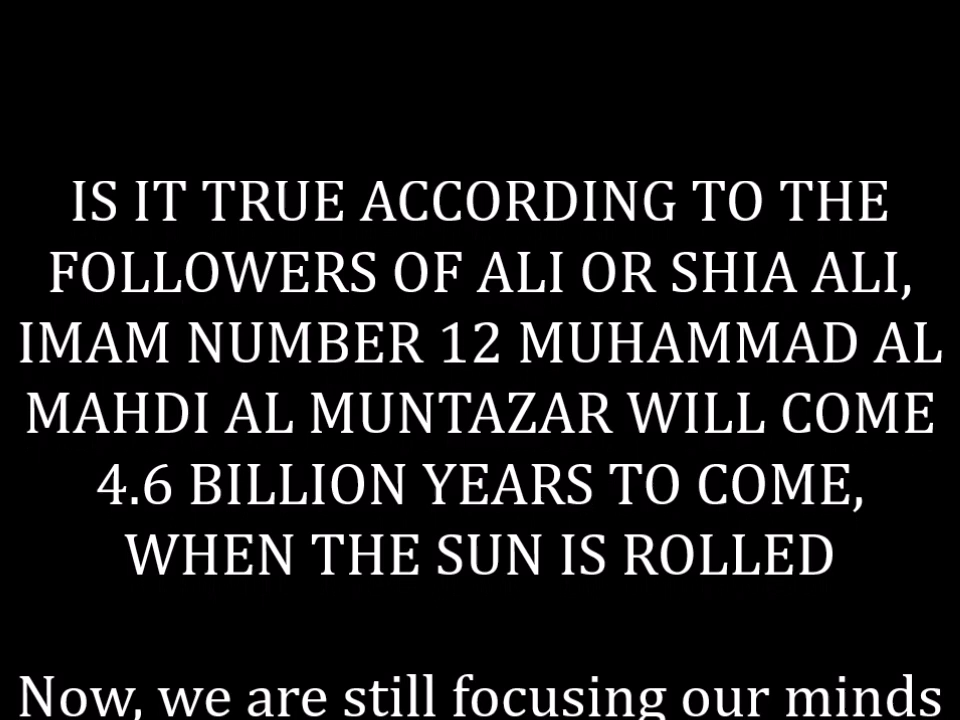 IS IT TRUE ACCORDING TO THE
FOLLOWERS OF ALI OR SHIA ALI,
IMAM NUMBER 12 MUHAMMAD AL
MAHDI AL MUNTAZAR WILL COME
4.6 BILLION YEARS TO COME,
WHEN THE SUN IS ROLLED
Now, we are still focusing our minds